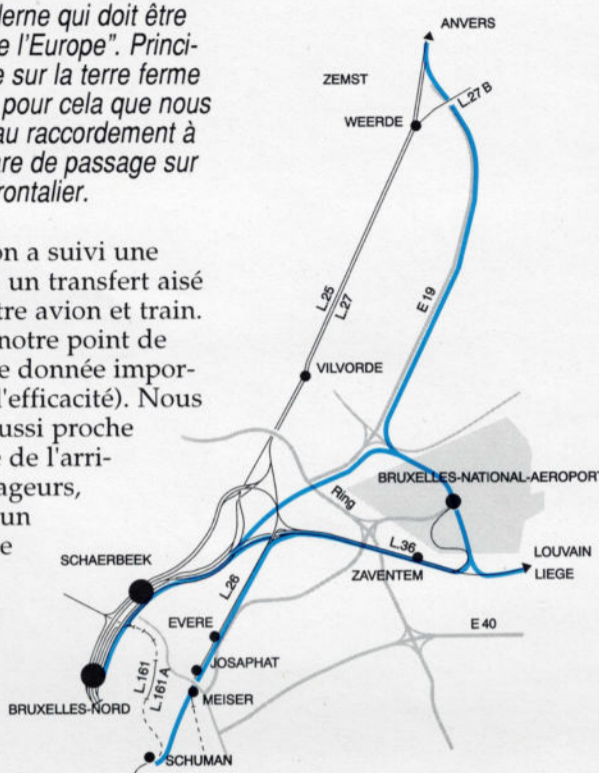 derne qui doit être
e l'Europe”. Princi-
e sur la terre ferme
pour cela que nous
au raccordement à
are de passage sur
rontalier.
on a suivi une
un transfert aisé
tre avion et train.
notre point de
e donnée impor-
l'efficacité). Nous
ussi proche
e de l'arri-
ageurs,
un
e
ANVERS
ZEMST
L.27 B
WEERDE
L.25
L.27
E 19
VILVORDE
BRUXELLES-NATIONAL-AEROPORT
Ring
L.36
LOUVAIN
LIEGE
ZAVENTEM
SCHAERBEEK
L.26
EVERE
E 40
JOSAPHAT
L.161
L.161 A
MEISER
BRUXELLES-NORD
SCHUMAN